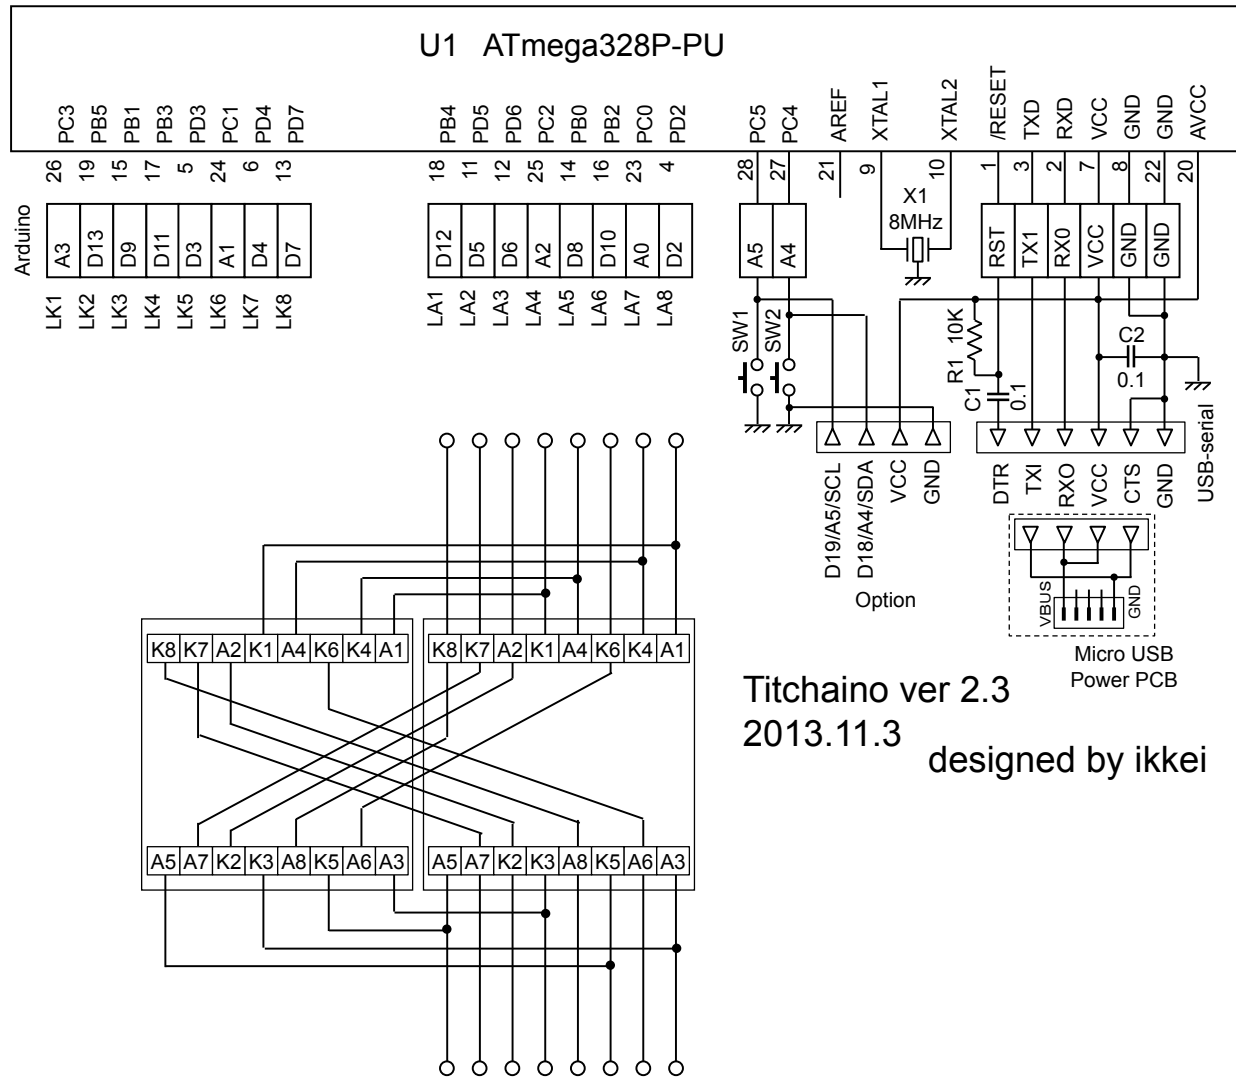 U1 ATmega328P-PU
PC3 PB5 PB1 PB3 PD3 PC1 PD4 PD7
PB4 PD5 PD6 PC2 PB0 PB2 PC0 PD2
PC5 PC4 AREF XTAL1 XTAL2 /RESET TXD RXD VCC GND GND AVCC
26 19 15 17 5 24 6 13
18 11 12 25 14 16 23 4
28 27 21 9 10 1 3 2 7 8 22 20
X1
8MHz
Arduino
A3 D13 D9 D11 D3 A1 D4 D7
D12 D5 D6 A2 D8 D10 A0 D2
A5 A4
RST TX1 RX0 VCC GND GND
LK1 LK2 LK3 LK4 LK5 LK6 LK7 LK8
LA1 LA2 LA3 LA4 LA5 LA6 LA7 LA8
SW1 SW2
R1 10K
C2
0.1
C1 0.1
D19/A5/SCL D18/A4/SDA VCC GND
Option
DTR TXI RXO VCC CTS GND
USB-serial
VBUS GND
Micro USB
Power PCB
K8 K7 A2 K1 A4 K6 K4 A1
K8 K7 A2 K1 A4 K6 K4 A1
A5 A7 K2 K3 A8 K5 A6 A3
A5 A7 K2 K3 A8 K5 A6 A3
Titchaino ver 2.3
2013.11.3
designed by ikkei